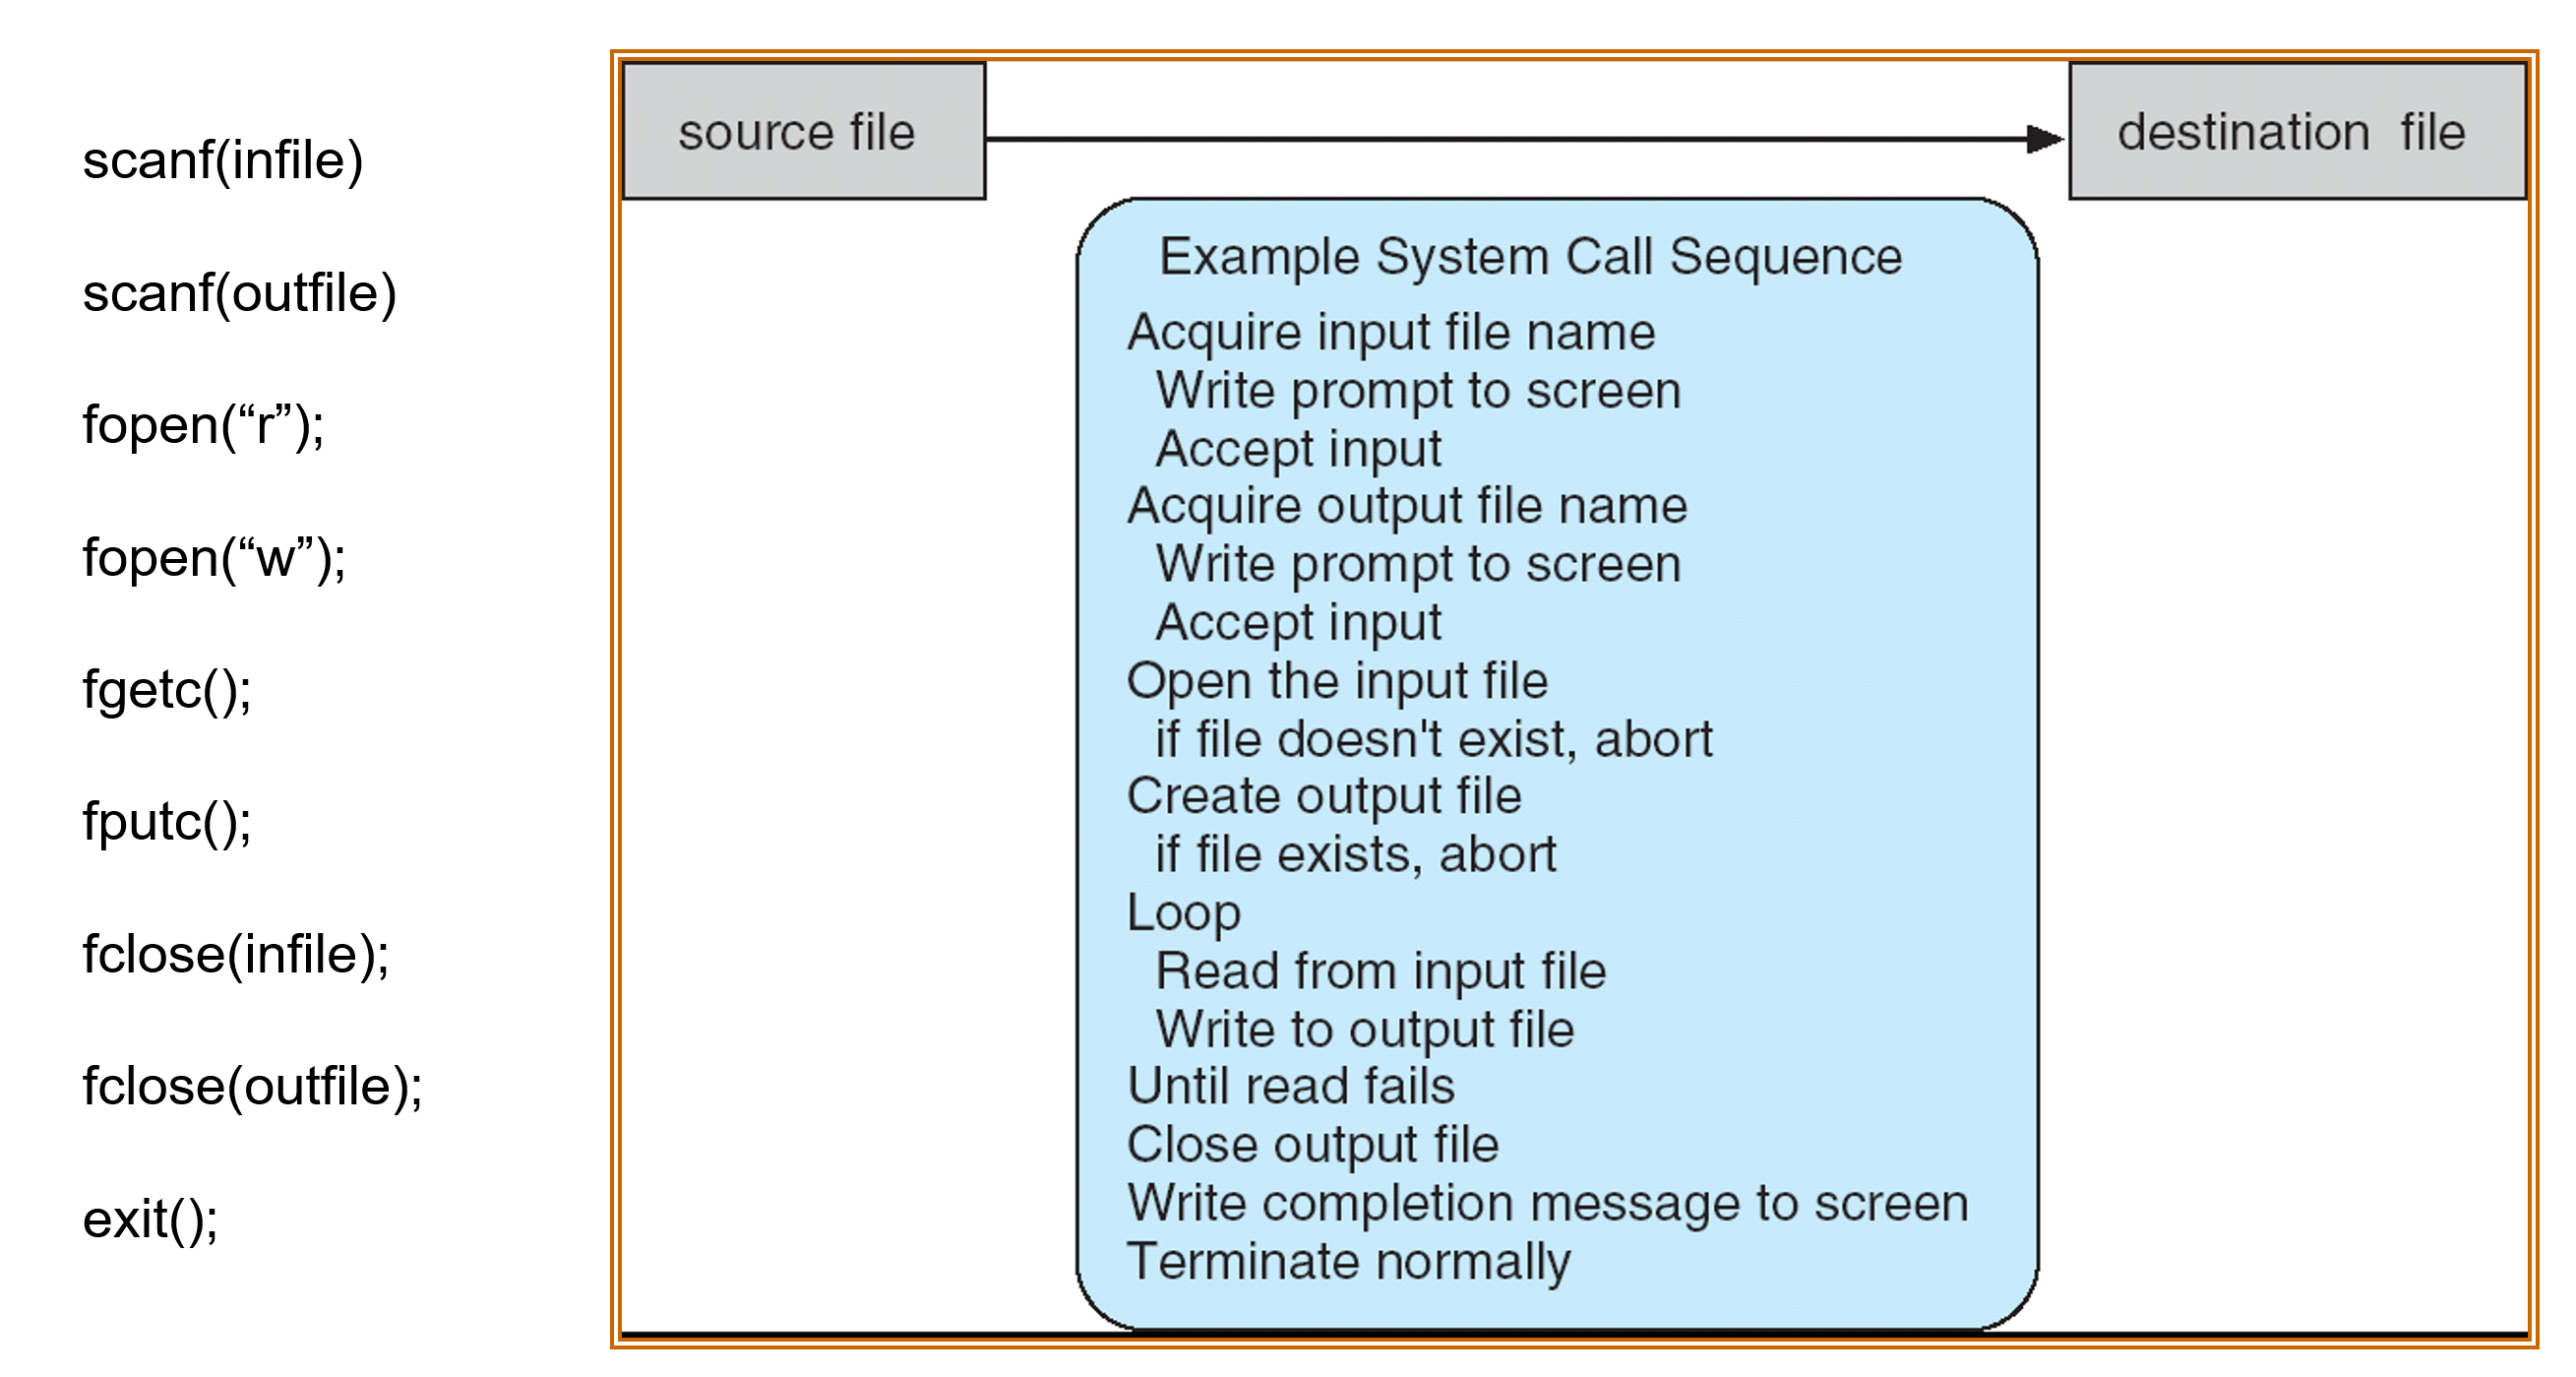 scanf(infile)
scanf(outfile)
fopen(“r”);
fopen(“w”);
fgetc();
fputc();
fclose(infile);
fclose(outfile);
exit();
source file
destination file
Example System Call Sequence
Acquire input file name
Write prompt to screen
Accept input
Acquire output file name
Write prompt to screen
Accept input
Open the input file
if file doesn't exist, abort
Create output file
if file exists, abort
Loop
Read from input file
Write to output file
Until read fails
Close output file
Write completion message to screen
Terminate normally